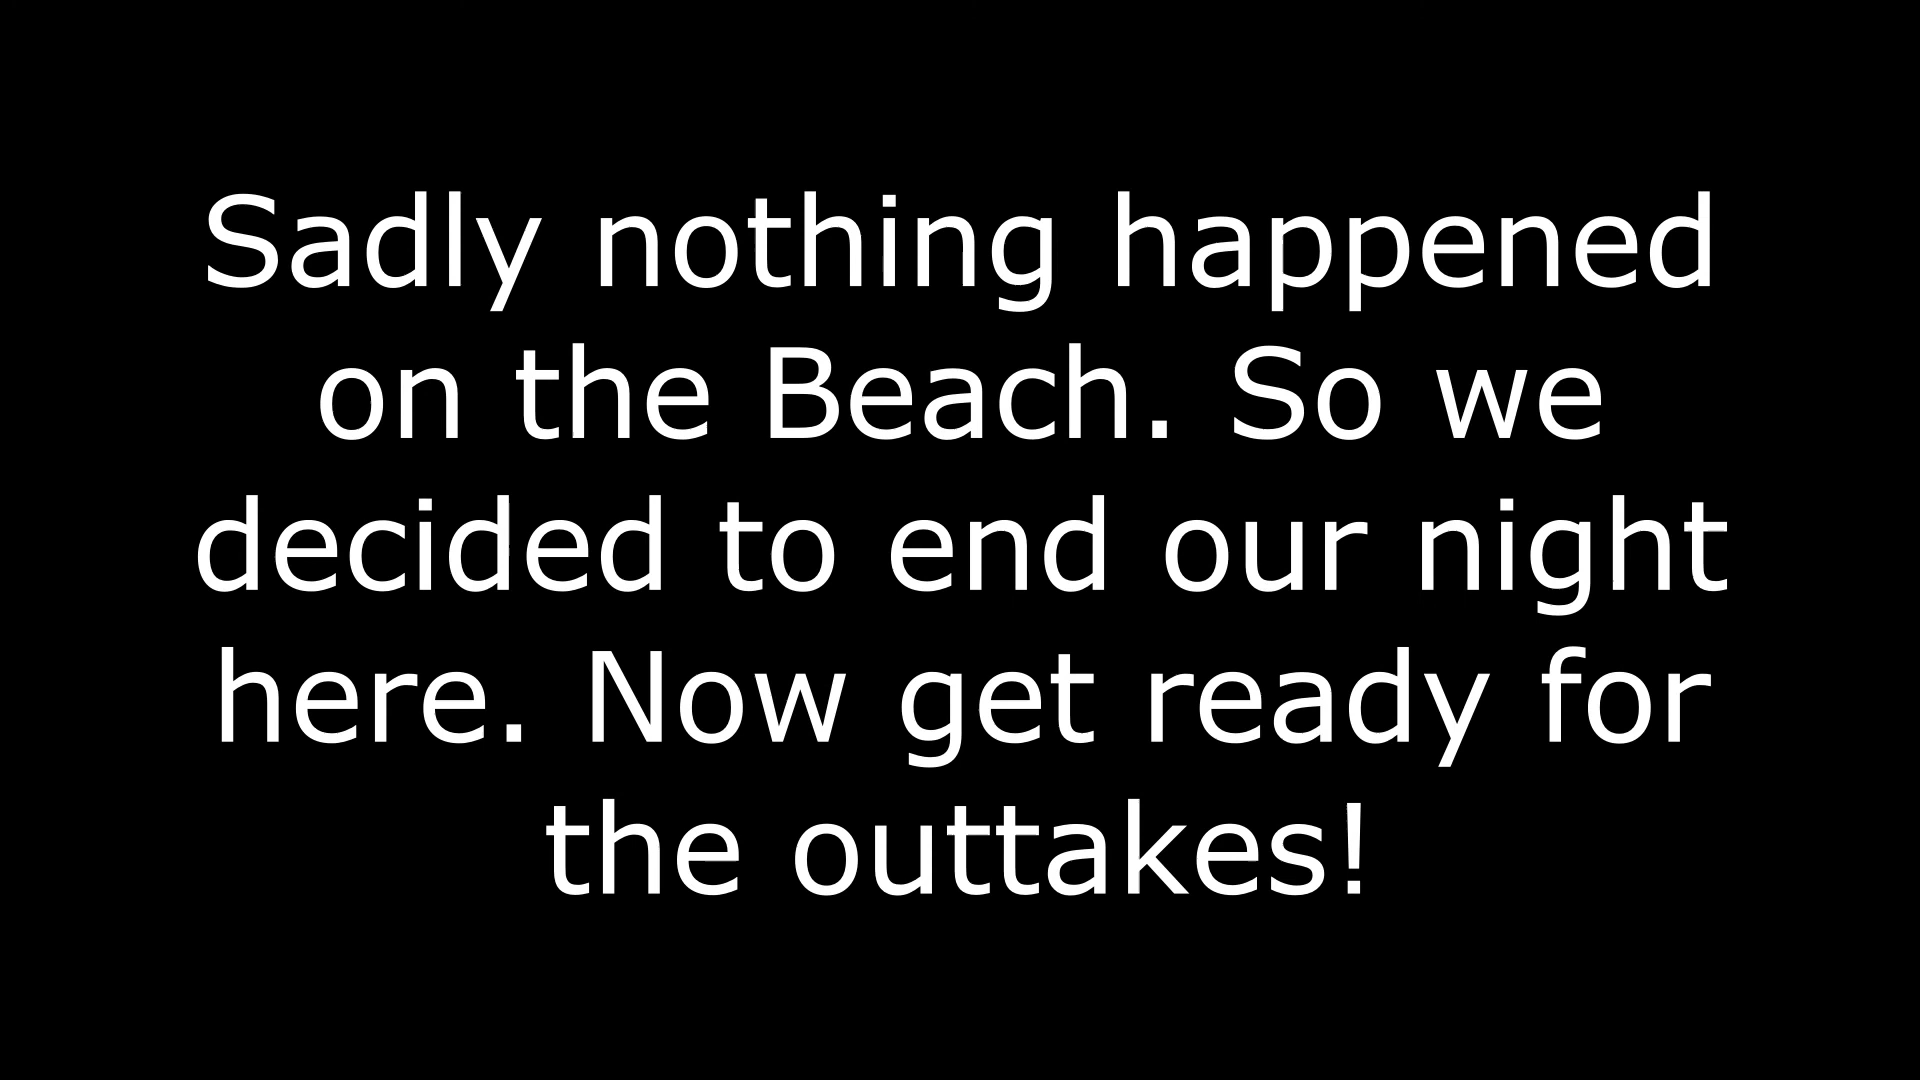 Sadly nothing happened
on the Beach. So we
decided to end our night
here. Now get ready for
the outtakes!